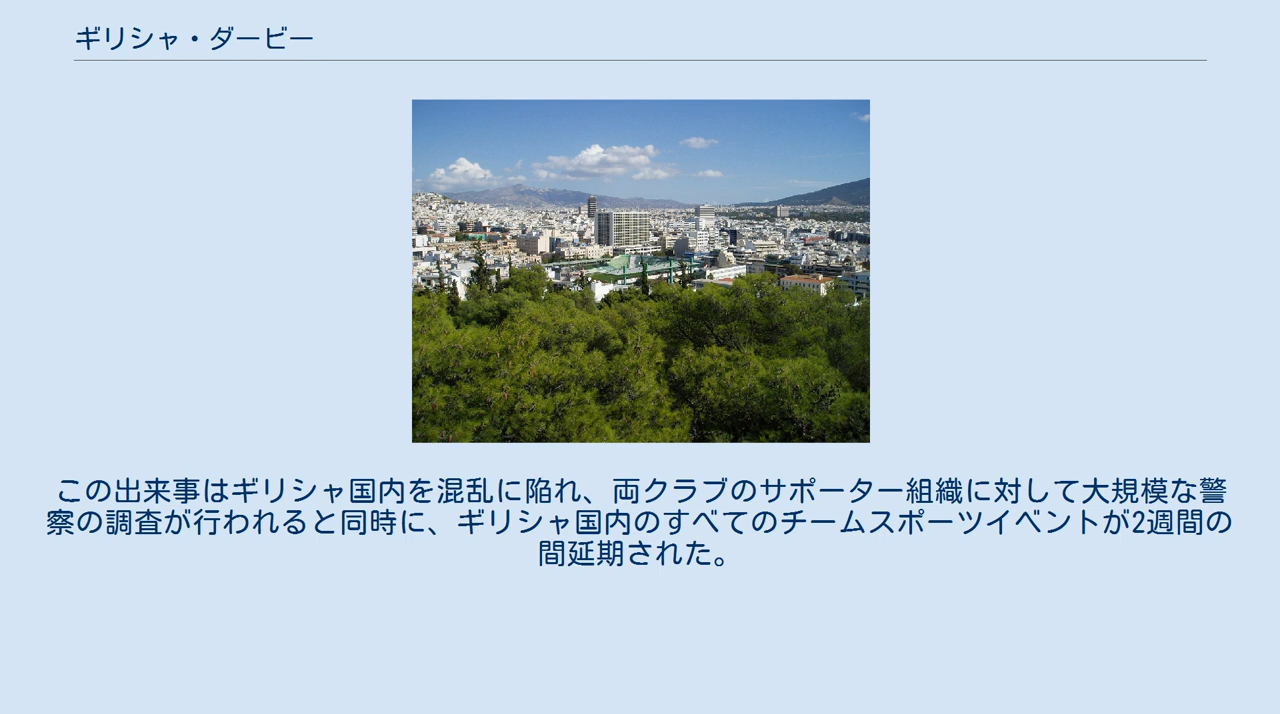 ギリシャ・ダービー
この出来事はギリシャ国内を混乱に陥れ、両クラブのサポーター組織に対して大規模な警
察の調査が行われると同時に、ギリシャ国内のすべてのチームスポーツイベントが2週間の
間延期された。